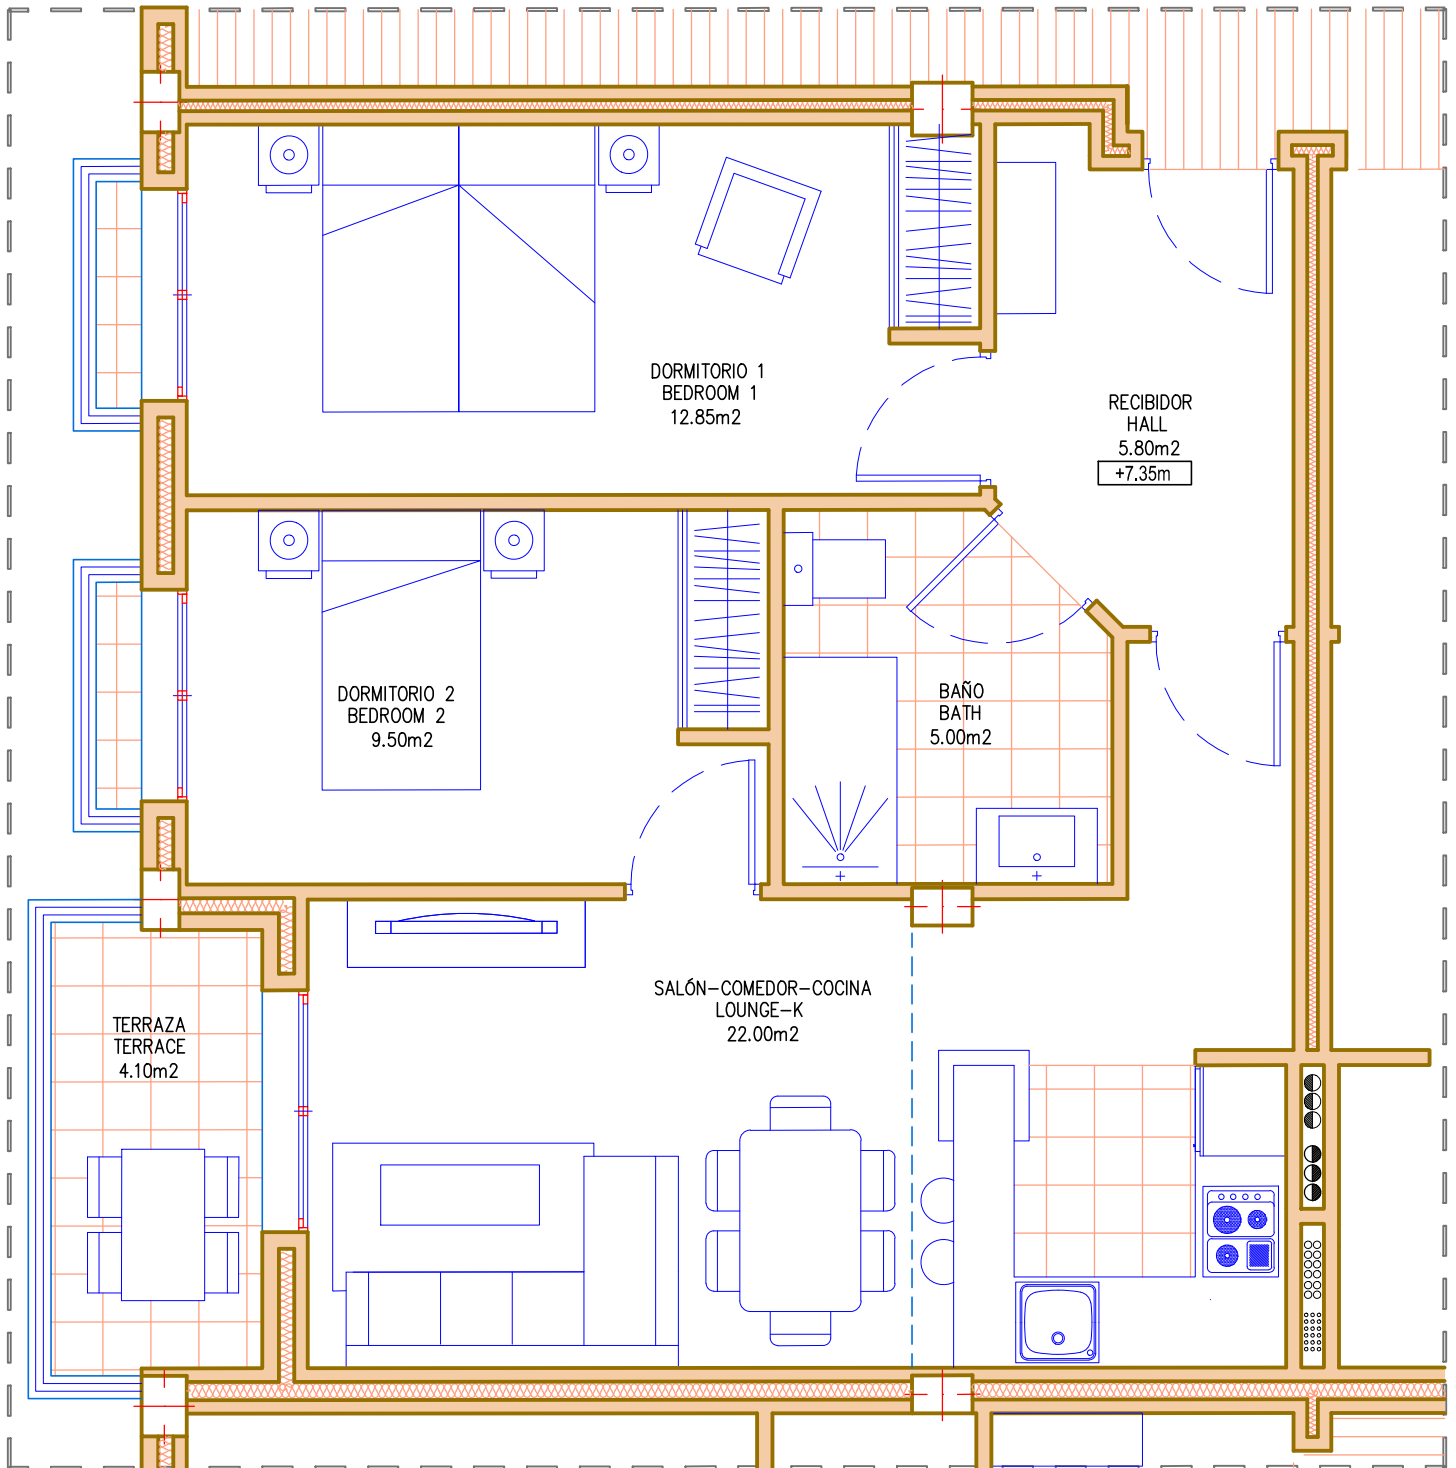 DORMITORIO 1
BEDROOM 1
12.85m2
RECIBIDOR
HALL
5.80m2
+7.35m
DORMITORIO 2
BEDROOM 2
9.50m2
BAÑO
BATH
5.00m2
SALÓN-COMEDOR-COCINA
LOUNGE-K
22.00m2
TERRAZA
TERRACE
4.10m2